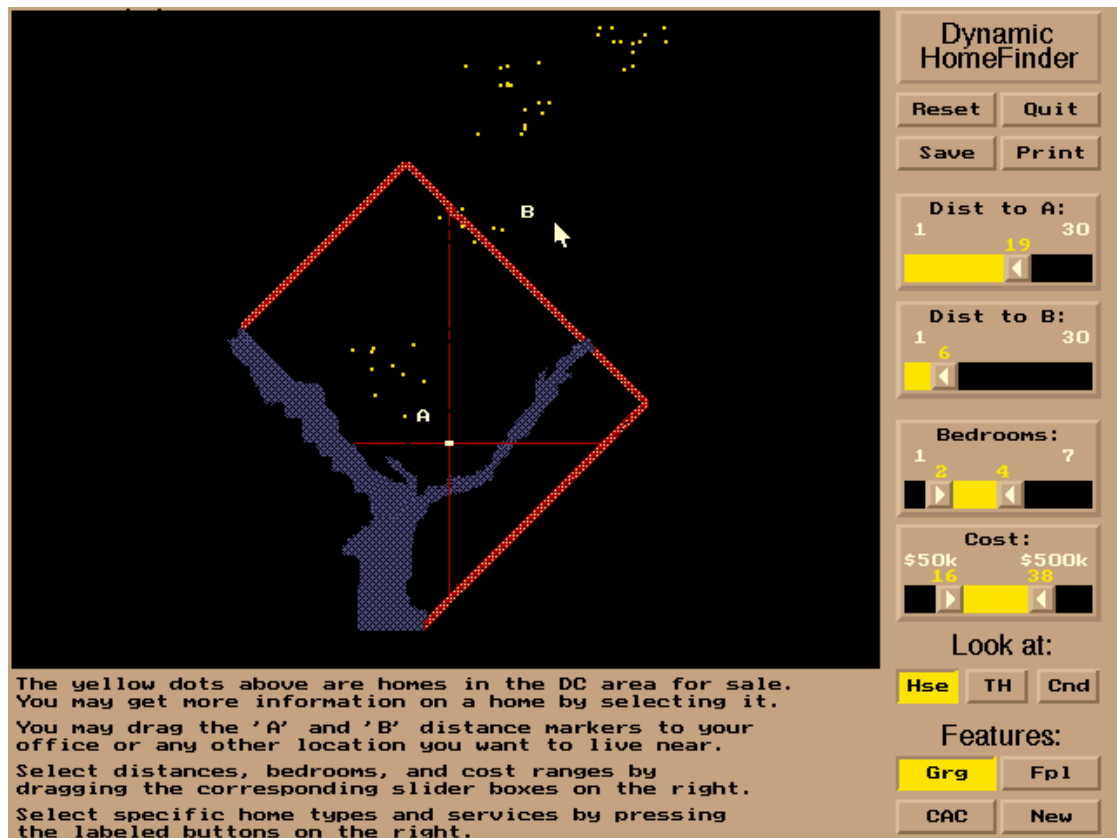 Dynamic
HomeFinder
Reset Quit
Save Print
Dist to A:
1 30
19
Dist to B:
1 30
6
Bedrooms:
1 7
2 4
Cost:
$50k $500k
16 38
Look at:
Hse TH Cnd
Features:
Grg Fpl
CAC New
B
A
The yellow dots above are homes in the DC area for sale.
You may get more information on a home by selecting it.
You may drag the 'A' and 'B' distance markers to your
office or any other location you want to live near.
Select distances, bedrooms, and cost ranges by
dragging the corresponding slider boxes on the right.
Select specific home types and services by pressing
the labeled buttons on the right.